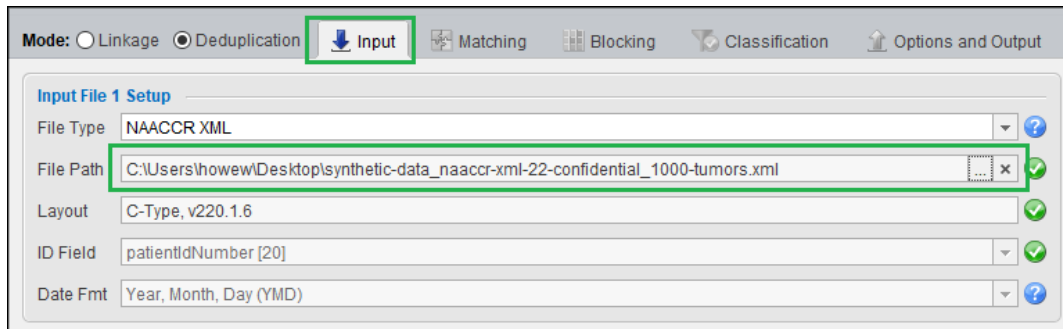 Mode: Linkage Deduplication Input Matching Blocking Classification Options and Output
Input File 1 Setup
File Type NAACCR XML
File Path C:\Users\howew\Desktop\synthetic-data_naaccr-xml-22-confidential_1000-tumors.xml ... ×
Layout C-Type, v220.1.6
ID Field patientIdNumber [20]
Date Fmt Year, Month, Day (YMD)